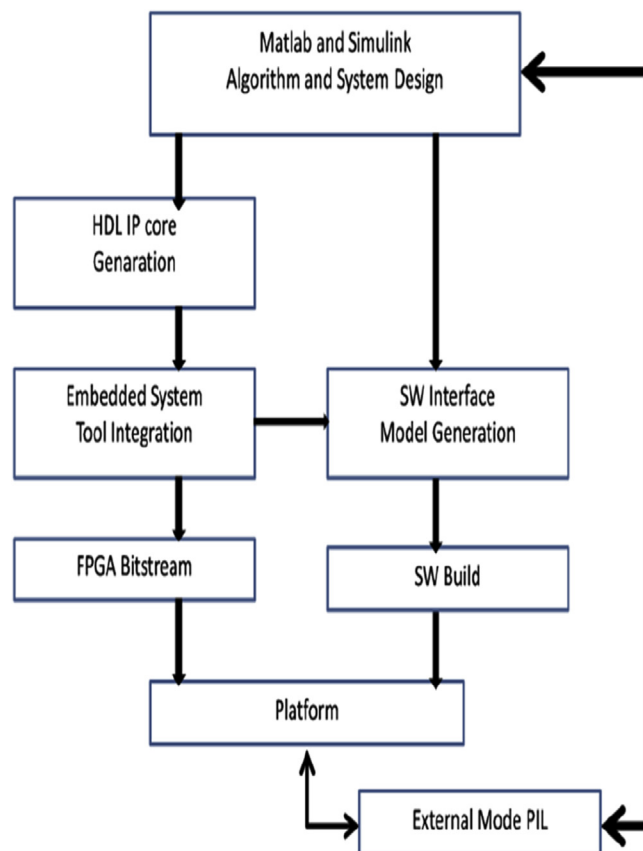 Matlab and Simulink
Algorithm and System Design
HDL IP core
Genaration
Embedded System
Tool Integration
SW Interface
Model Generation
FPGA Bitstream
SW Build
Platform
External Mode PIL